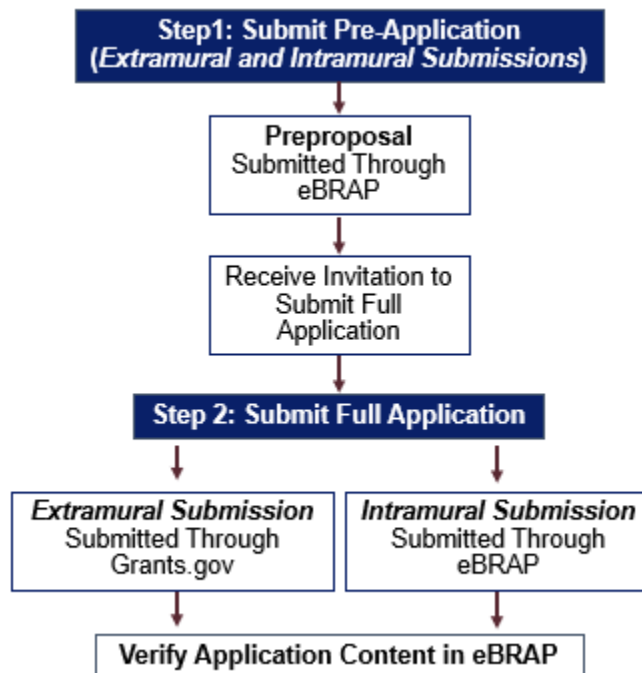 Step1: Submit Pre-Application
(Extramural and Intramural Submissions)
Preproposal
Submitted Through
eBRAP
Receive Invitation to
Submit Full
Application
Step 2: Submit Full Application
Extramural Submission
Submitted Through
Grants.gov
Intramural Submission
Submitted Through
eBRAP
Verify Application Content in eBRAP